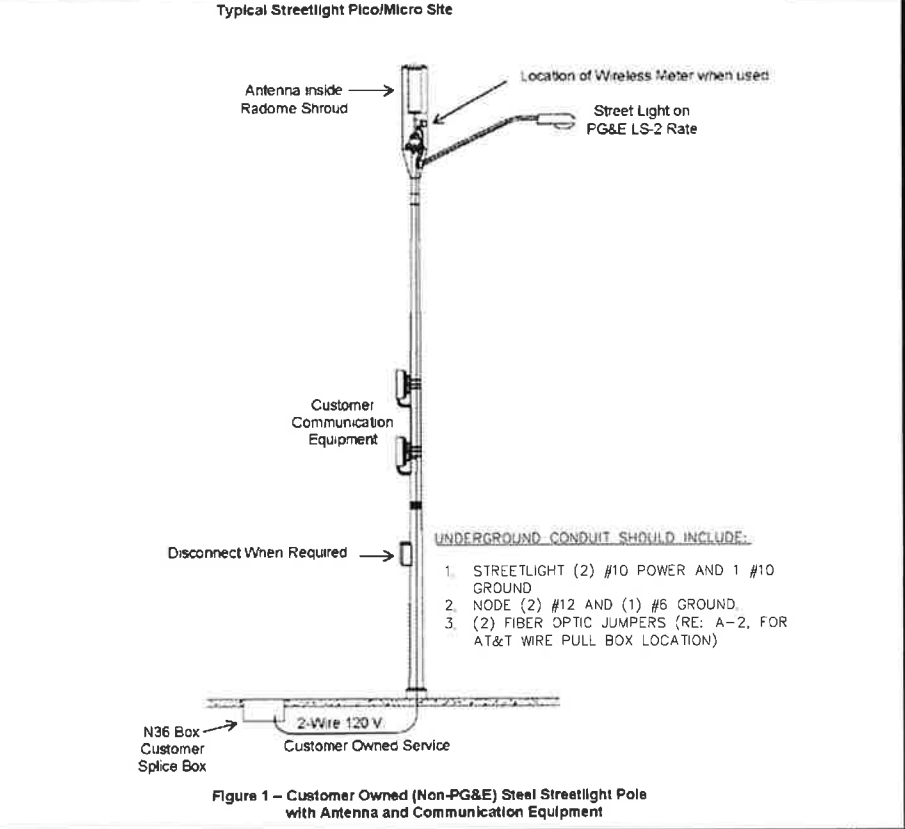 Typical Streetlight Pico/Micro Site
Location of Wireless Meter when used
Antenna inside
Radome Shroud
Street Light on
PG&E LS-2 Rate
Customer
Communication
Equipment
Disconnect When Required
UNDERGROUND CONDUIT SHOULD INCLUDE:
1. STREETLIGHT (2) #10 POWER AND 1 #10
GROUND
2. NODE (2) #12 AND (1) #6 GROUND.
3. (2) FIBER OPTIC JUMPERS (RE: A-2, FOR
AT&T WIRE PULL BOX LOCATION)
2-Wire 120 V.
N36 Box
Customer
Splice Box
Customer Owned Service
Figure 1 – Customer Owned (Non-PG&E) Steel Streetlight Pole
with Antenna and Communication Equipment